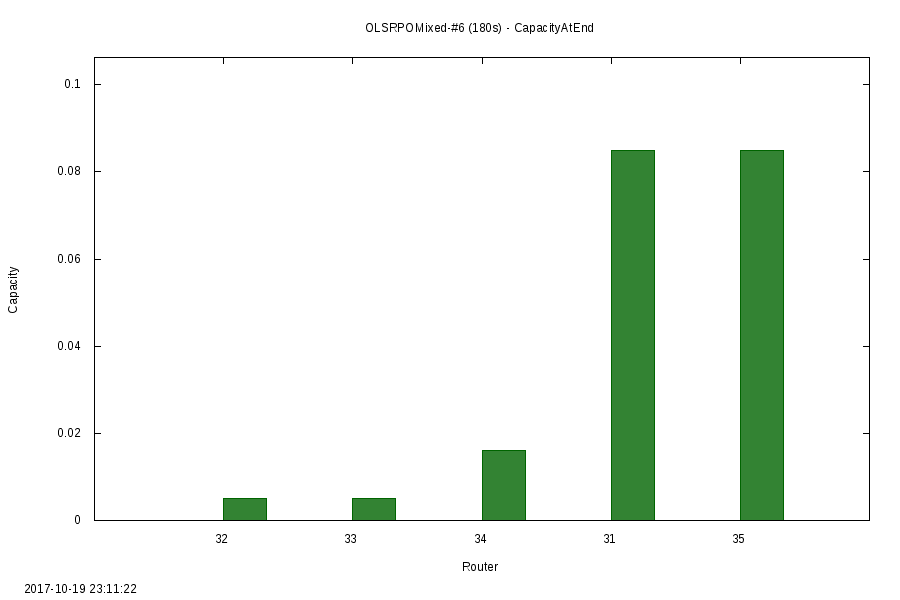 OLSRPOMixed-#6 (180s) - CapacityAtEnd
0.1
0.08
0.06
0.04
0.02
0
Capacity
32 33 34 31 35
Router
2017-10-19 23:11:22